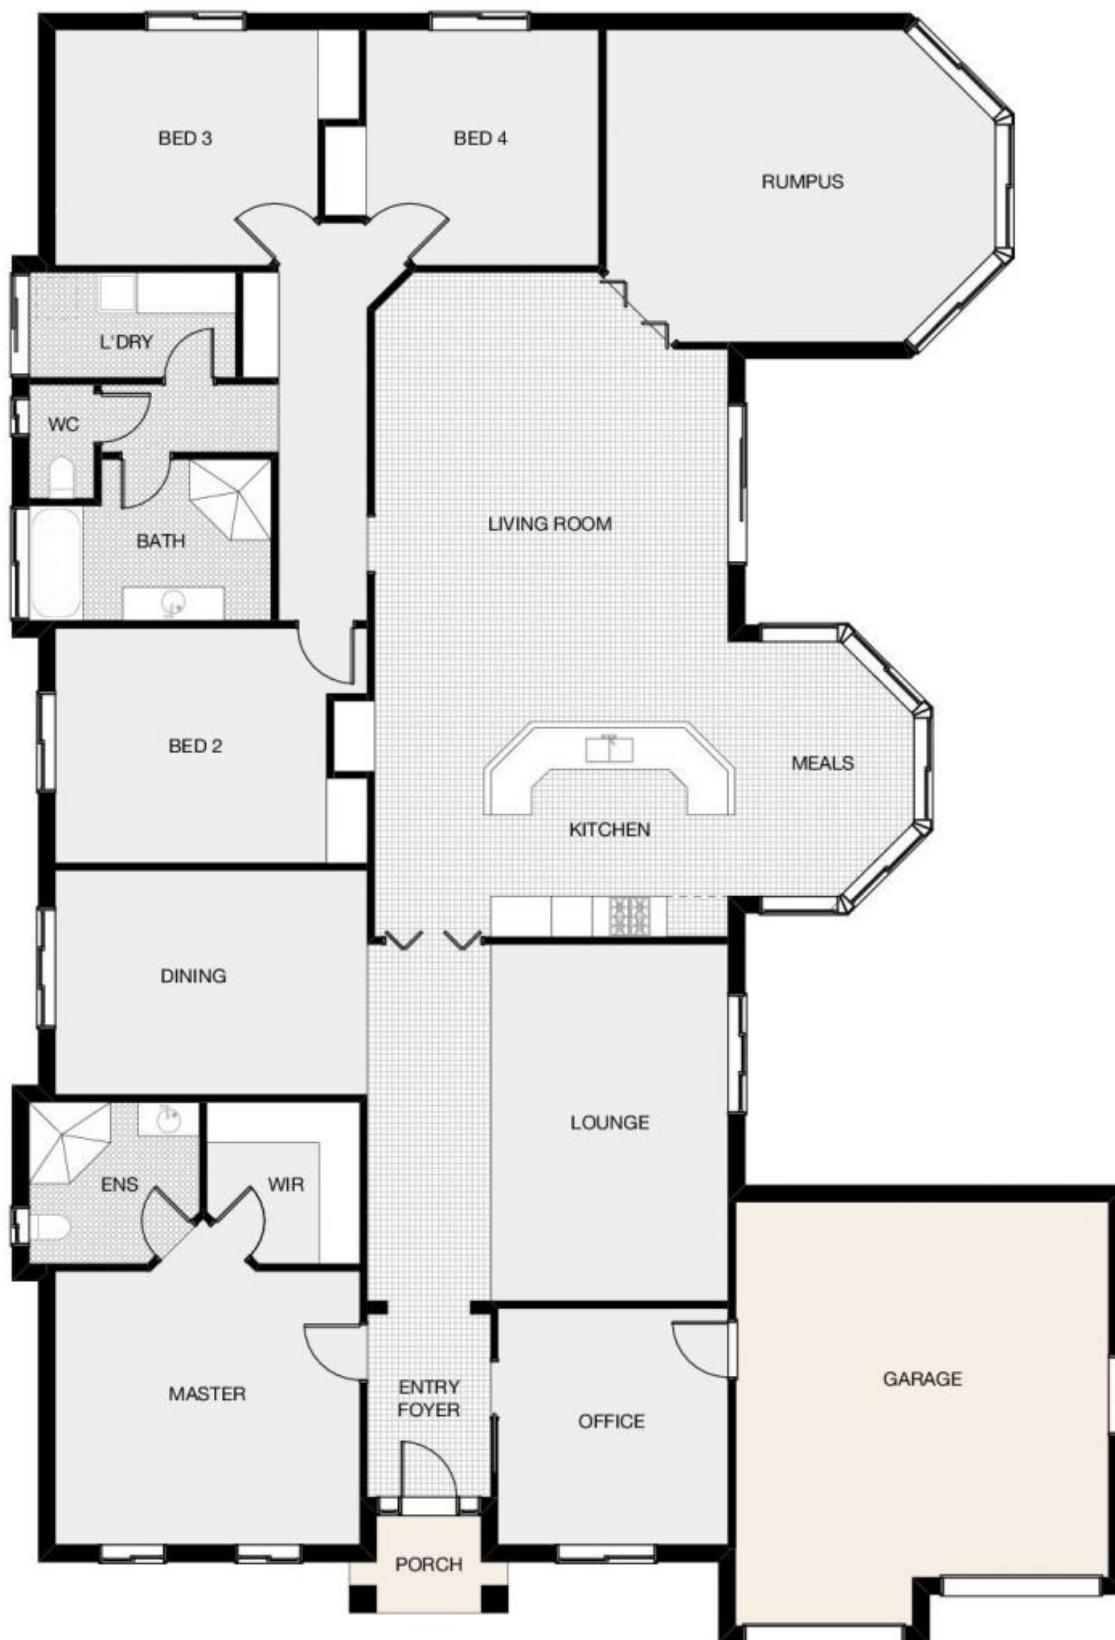 BED 3
BED 4
RUMPUS
L'DRY
WC
BATH
LIVING ROOM
BED 2
MEALS
KITCHEN
DINING
LOUNGE
ENS
WIR
MASTER
ENTRY
FOYER
OFFICE
GARAGE
PORCH